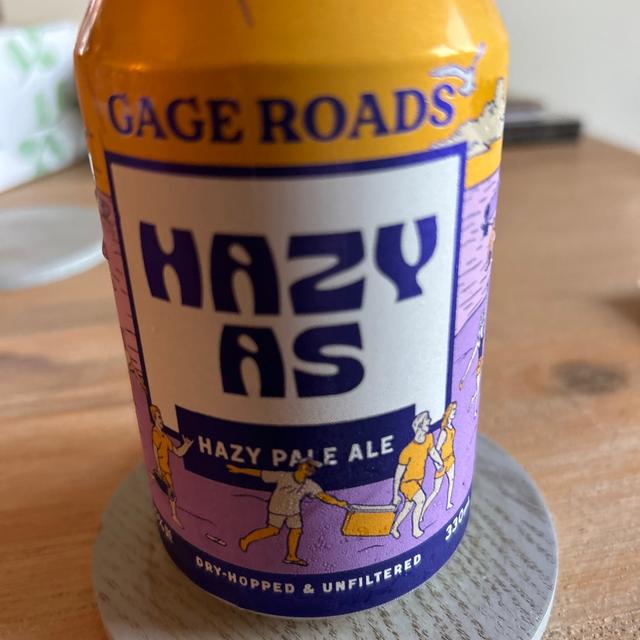 GAGE ROADS
HAZY
AS
HAZY PALE ALE
DRY-HOPPED & UNFILTERED